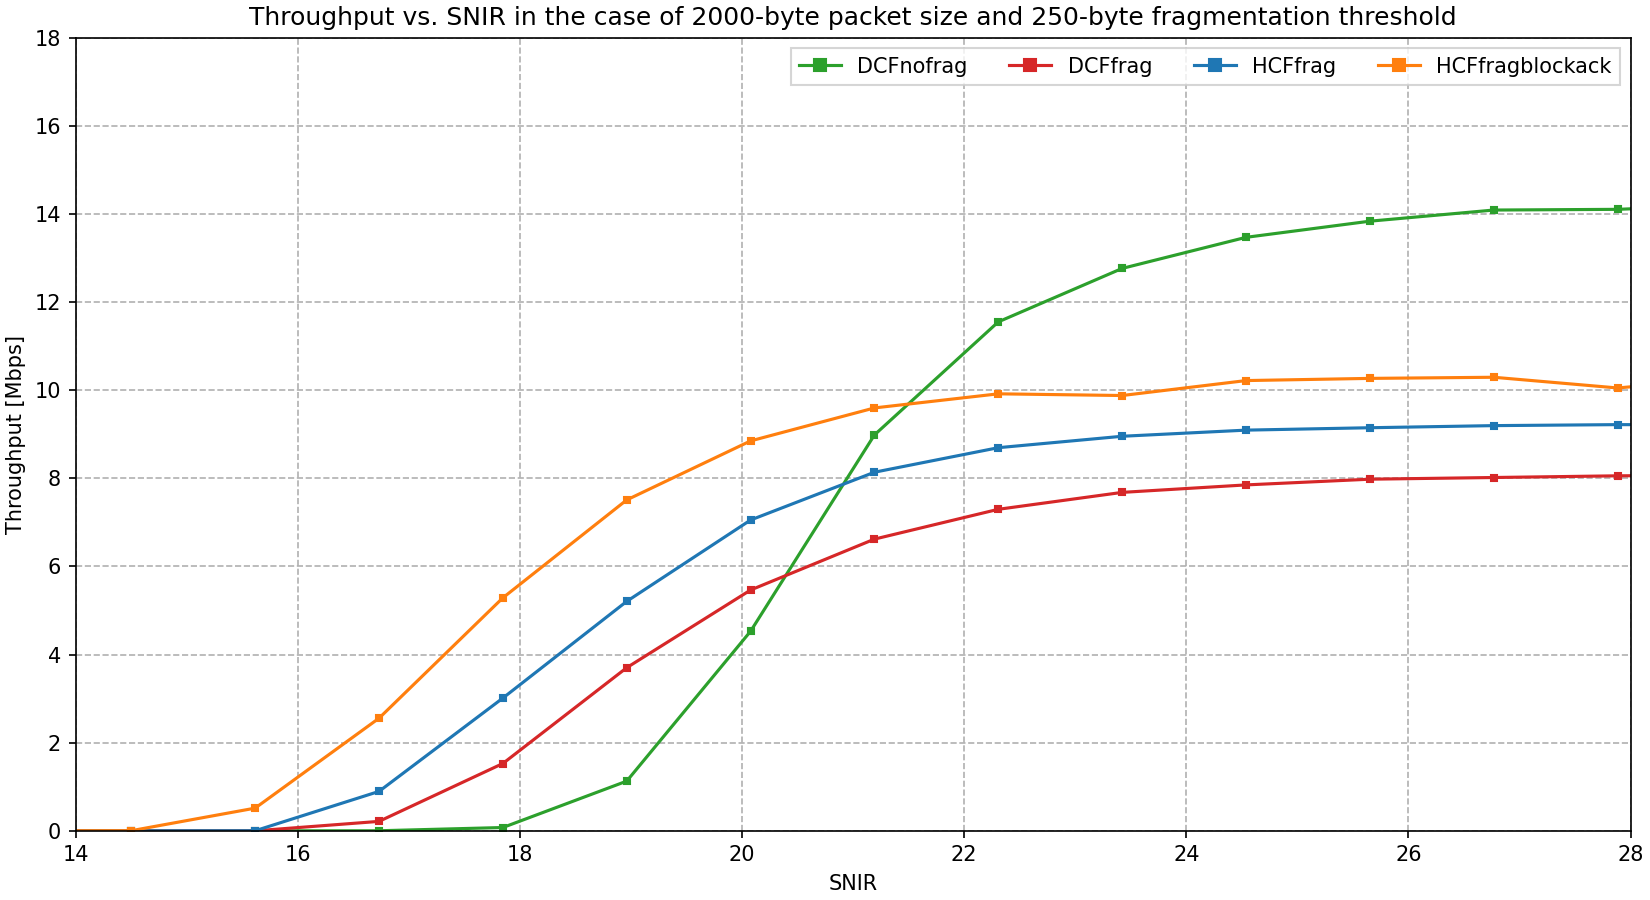 Throughput vs. SNIR in the case of 2000-byte packet size and 250-byte fragmentation threshold
DCFnofrag DCFfrag HCFfrag HCFfragblockack
Throughput [Mbps]
18
16
14
12
10
8
6
4
2
0
14 16 18 20 22 24 26 28
SNIR